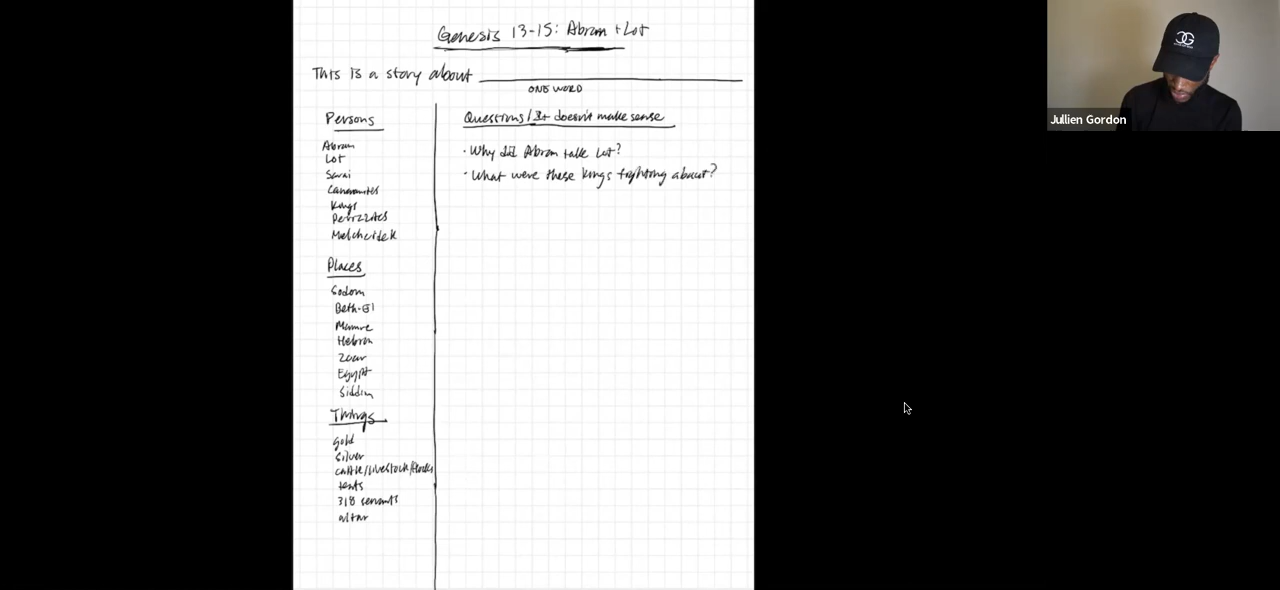 Genesis 13-15: Abram + Lot
This is a story about
ONE WORD
Persons
Abram
Lot
Sarai
Canaanites
Kings
Perizzites
Melchizedek
Places
Sodom
Beth-El
Mamre
Hebron
Zoar
Egypt
Siddim
Things
gold
silver
cattle/livestock/flocks
tents
318 servants
altar
Questions/It doesn't make sense
· Why did Abram take Lot?
· What were these kings fighting about?
CG
Jullien Gordon